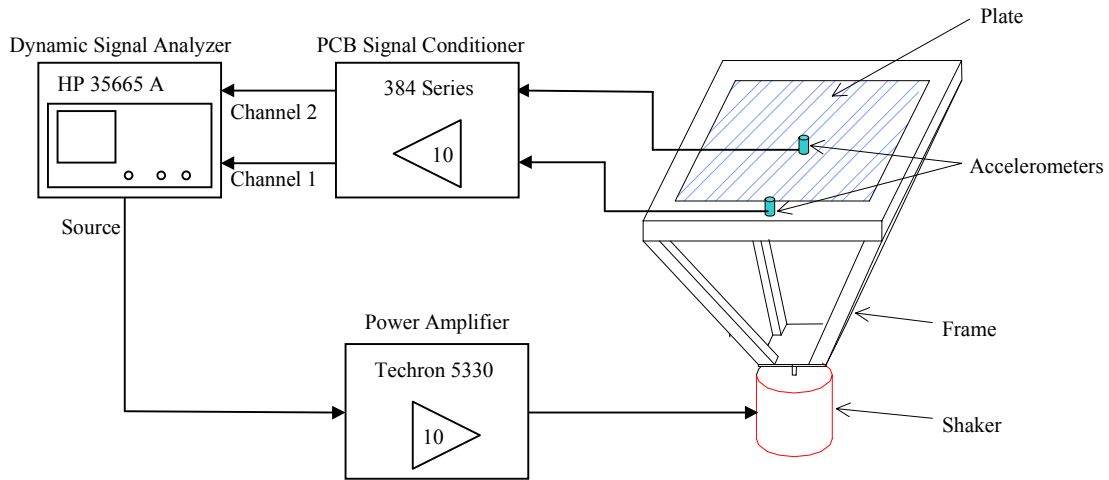 Plate
Dynamic Signal Analyzer
PCB Signal Conditioner
HP 35665 A
384 Series
Channel 2
10
Channel 1
Accelerometers
Source
Power Amplifier
Frame
Techron 5330
10
Shaker